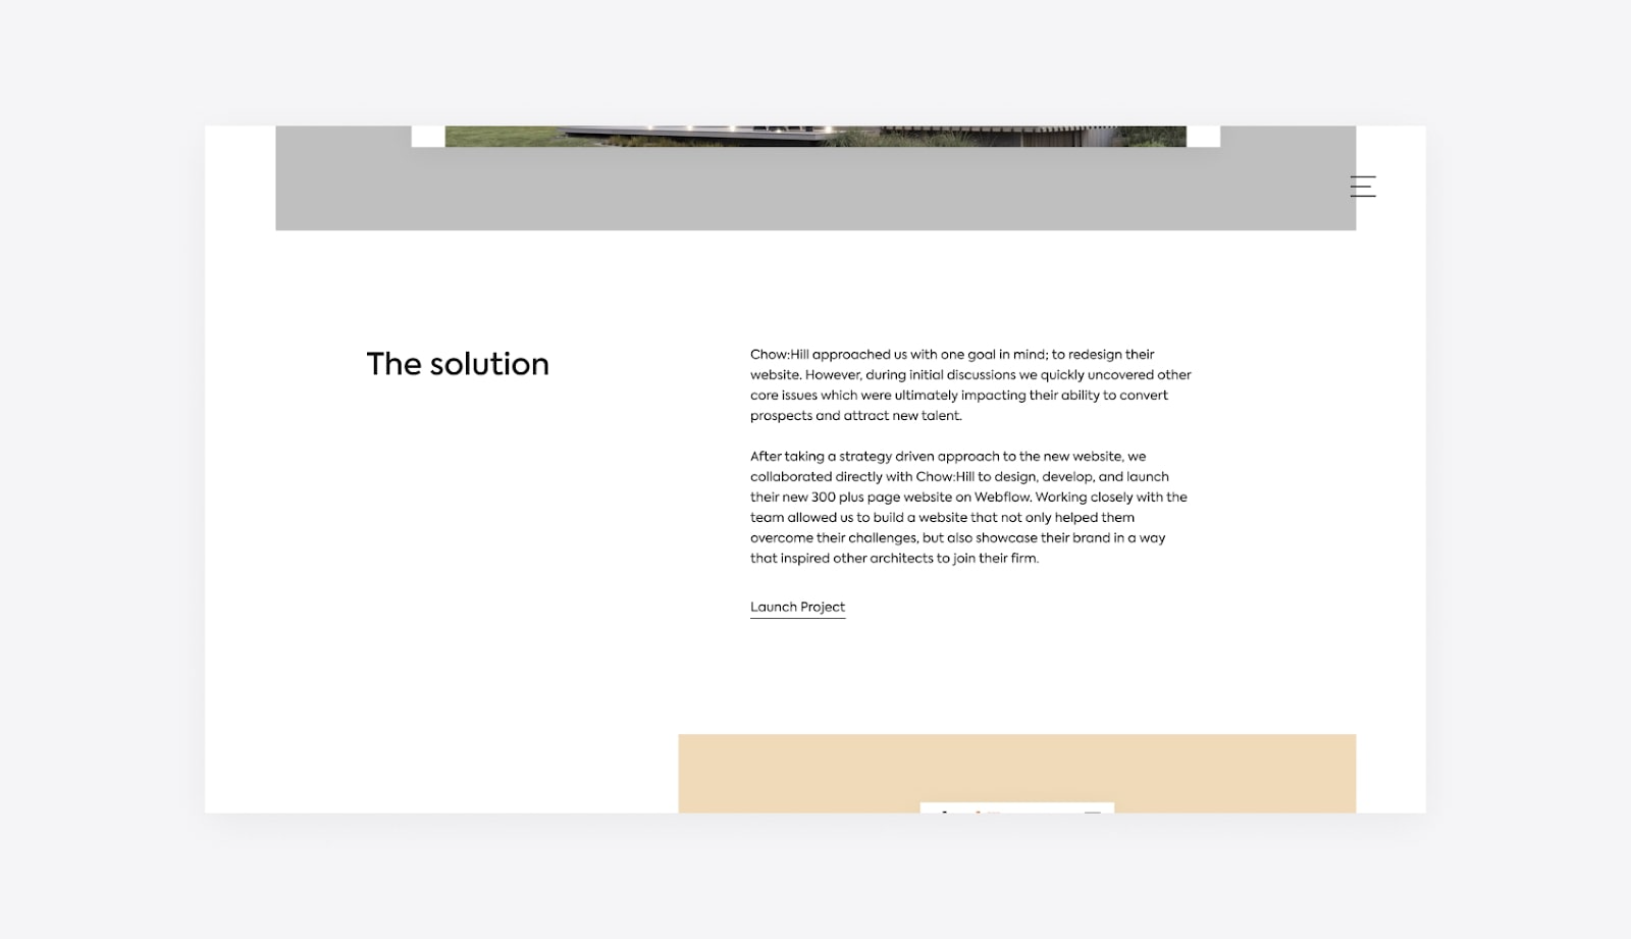 The solution
Chow:Hill approached us with one goal in mind; to redesign their
website. However, during initial discussions we quickly uncovered other
core issues which were ultimately impacting their ability to convert
prospects and attract new talent.
After taking a strategy driven approach to the new website, we
collaborated directly with Chow:Hill to design, develop, and launch
their new 300 plus page website on Webflow. Working closely with the
team allowed us to build a website that not only helped them
overcome their challenges, but also showcase their brand in a way
that inspired other architects to join their firm.
Launch Project